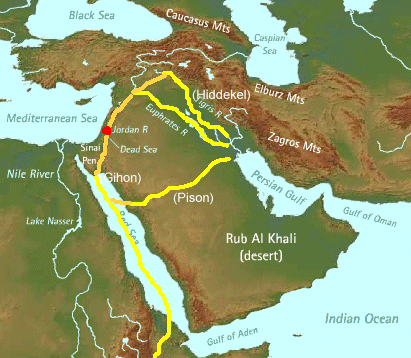 Black Sea
Caucasus Mts
Caspian
Sea
(Hiddekel)
Elburz Mts
Tigris R
Euphrates R
Mediterranean Sea
Jordan R
Dead Sea
Sinai
Pen
Zagros Mts
Nile River
(Gihon)
(Pison)
Persian Gulf
Gulf of Oman
Lake Nasser
Red Sea
Rub Al Khali
(desert)
Indian Ocean
Gulf of Aden